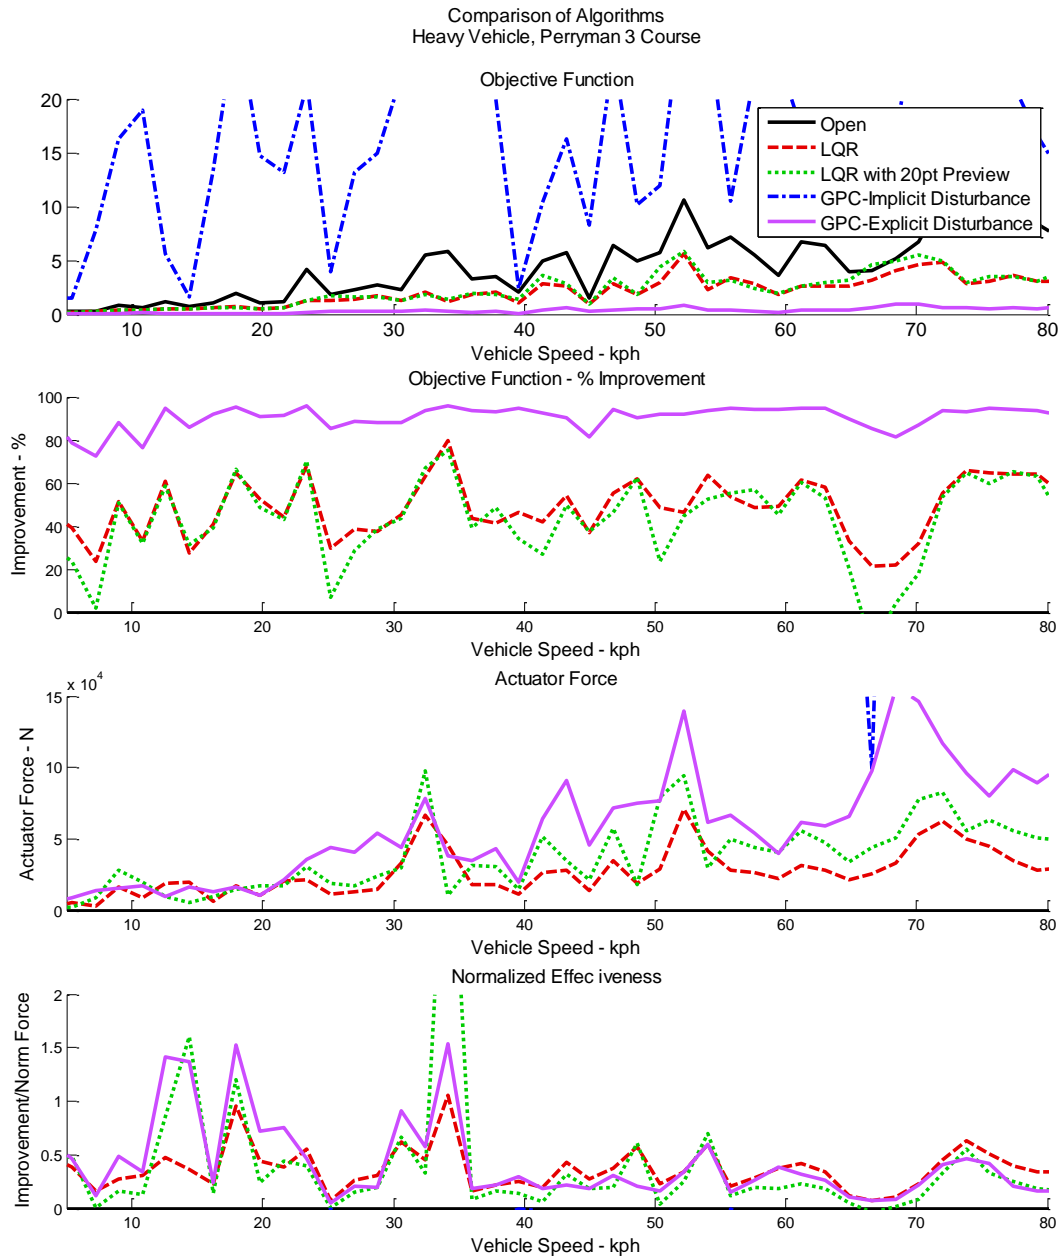 Comparison of Algorithms
Heavy Vehicle, Perryman 3 Course
Objective Function
20
15
10
5
0
Open
LQR
LQR with 20pt Preview
GPC-Implicit Disturbance
GPC-Explicit Disturbance
10 20 30 40 50 60 70 80
Vehicle Speed - kph
Objective Function - % Improvement
Improvement - %
100
80
60
40
20
0
10 20 30 40 50 60 70 80
Vehicle Speed - kph
Actuator Force
x 10^4
Actuator Force - N
15
10
5
0
10 20 30 40 50 60 70 80
Vehicle Speed - kph
Normalized Effec iveness
Improvement/Norm Force
2
1.5
1
0.5
0
10 20 30 40 50 60 70 80
Vehicle Speed - kph